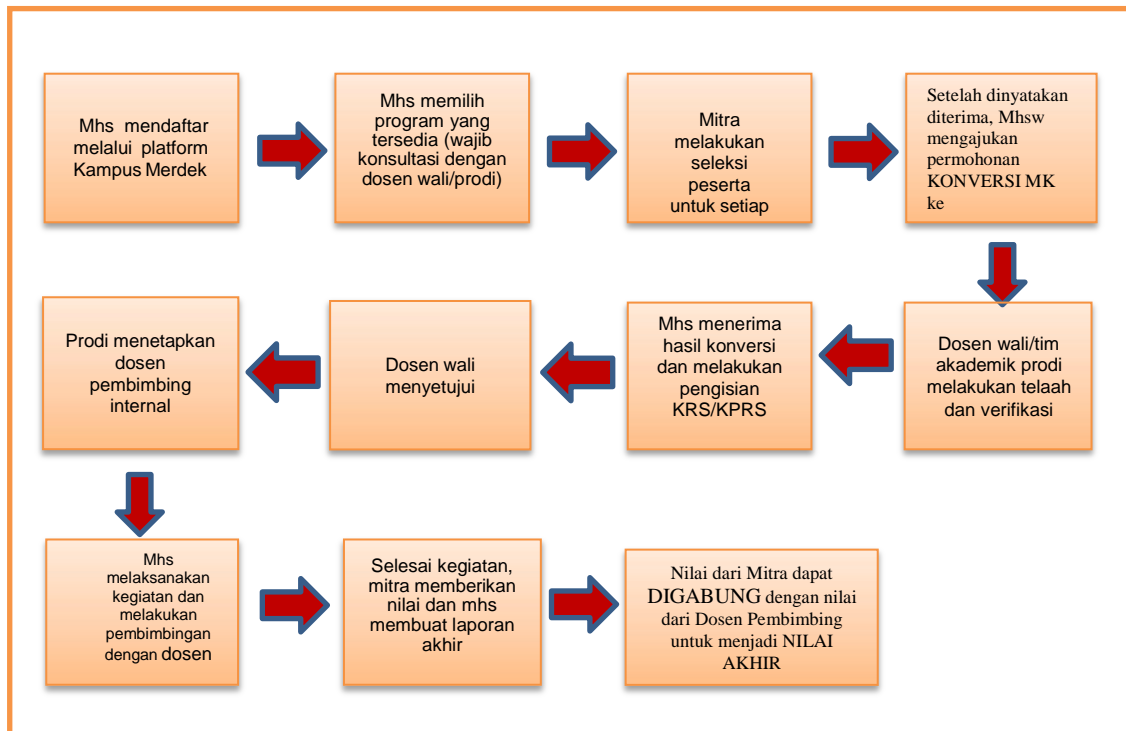 Mhs mendaftar
melalui platform
Kampus Merdek
Mhs memilih
program yang
tersedia (wajib
konsultasi dengan
dosen wali/prodi)
Mitra
melakukan
seleksi
peserta
untuk setiap
Setelah dinyatakan
diterima, Mhsw
mengajukan
permohonan
KONVERSI MK
ke
Dosen wali/tim
akademik prodi
melakukan telaah
dan verifikasi
Mhs menerima
hasil konversi
dan melakukan
pengisian
KRS/KPRS
Dosen wali
menyetujui
Prodi menetapkan
dosen
pembimbing
internal
Mhs
melaksanakan
kegiatan dan
melakukan
pembimbingan
dengan dosen
Selesai kegiatan,
mitra memberikan
nilai dan mhs
membuat laporan
akhir
Nilai dari Mitra dapat
DIGABUNG dengan nilai
dari Dosen Pembimbing
untuk menjadi NILAI
AKHIR